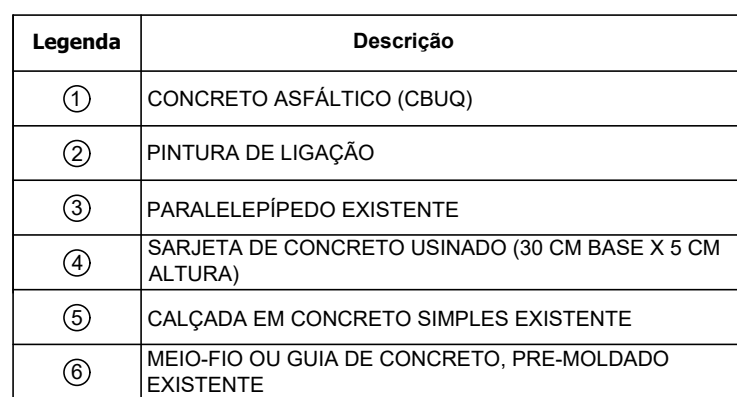 Legenda Descrição
① CONCRETO ASFÁLTICO (CBUQ)
② PINTURA DE LIGAÇÃO
③ PARALELEPÍPEDO EXISTENTE
④ SARJETA DE CONCRETO USINADO (30 CM BASE X 5 CM
ALTURA)
⑤ CALÇADA EM CONCRETO SIMPLES EXISTENTE
⑥ MEIO-FIO OU GUIA DE CONCRETO, PRE-MOLDADO
EXISTENTE